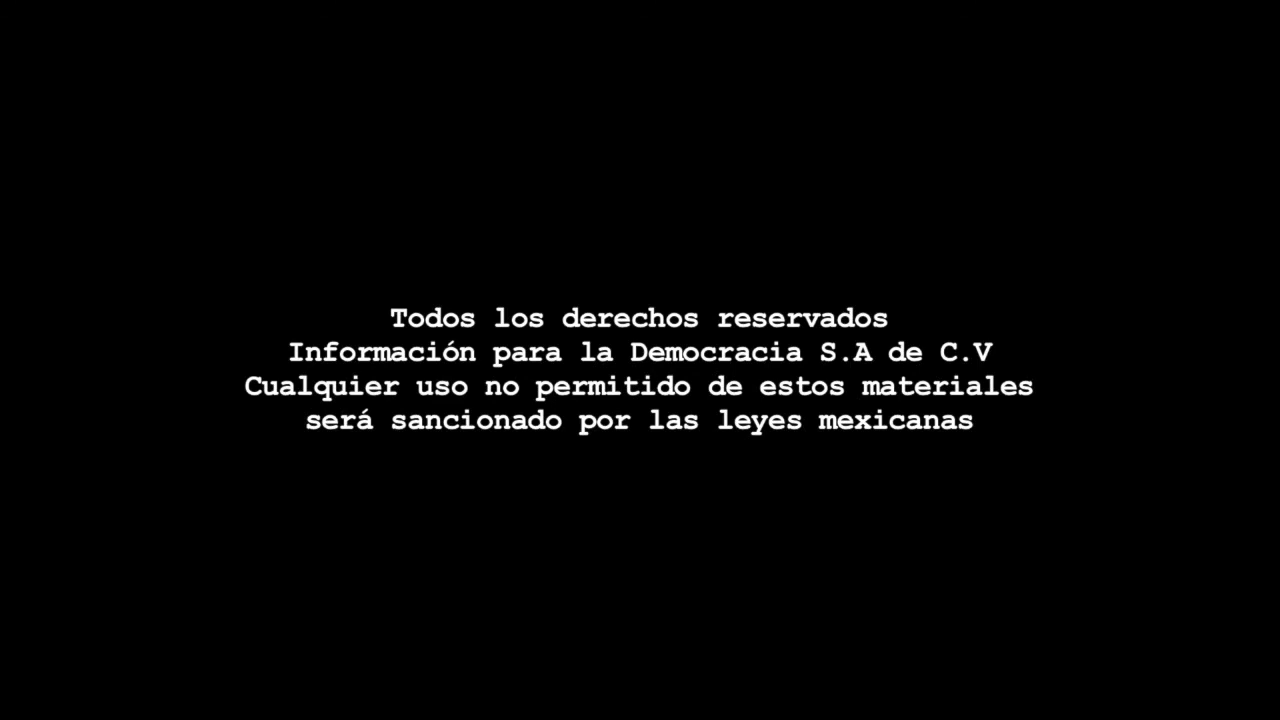 Todos los derechos reservados
Información para la Democracia S.A de C.V
Cualquier uso no permitido de estos materiales
será sancionado por las leyes mexicanas